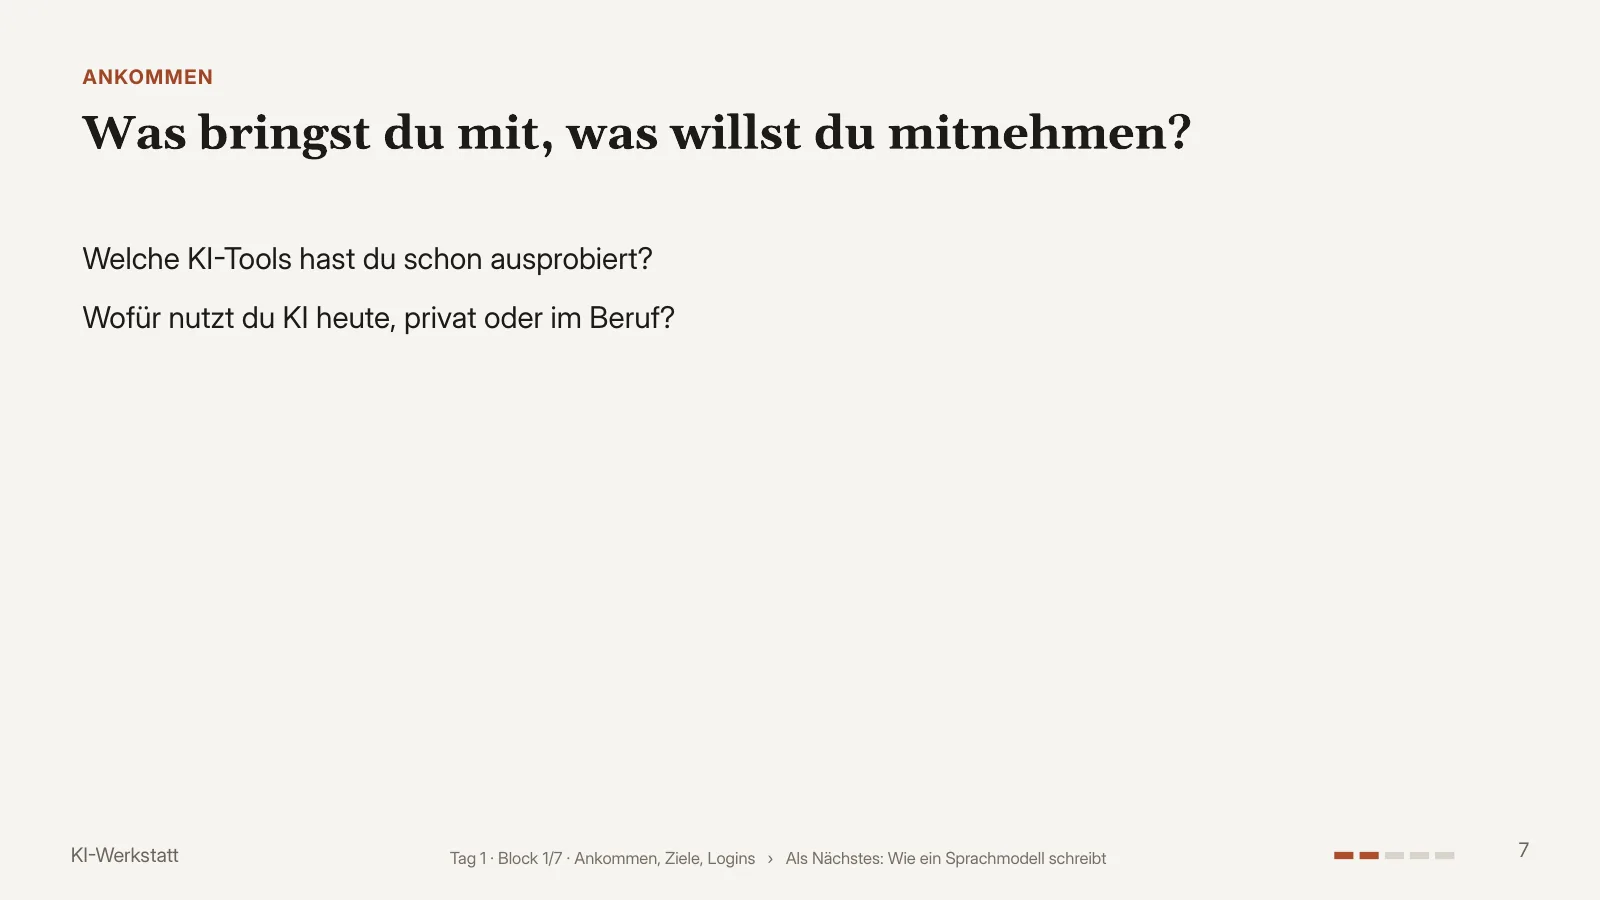 ANKOMMEN
Was bringst du mit, was willst du mitnehmen?
Welche KI-Tools hast du schon ausprobiert?
Wofür nutzt du KI heute, privat oder im Beruf?
KI-Werkstatt
Tag 1 · Block 1/7 · Ankommen, Ziele, Logins › Als Nächstes: Wie ein Sprachmodell schreibt
7